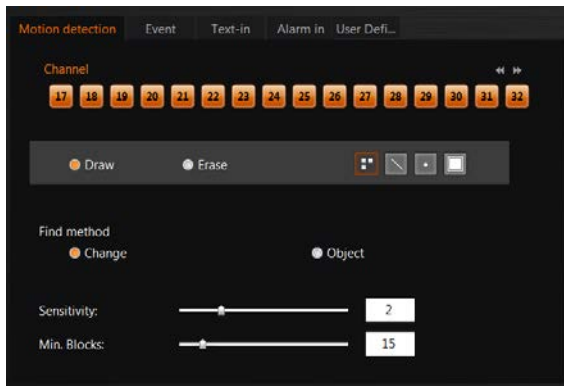 Motion detection Event Text-in Alarm in User Defi...
Channel
17 18 19 20 21 22 23 24 25 26 27 28 29 30 31 32
Draw Erase
Find method
Change Object
Sensitivity: 2
Min. Blocks: 15